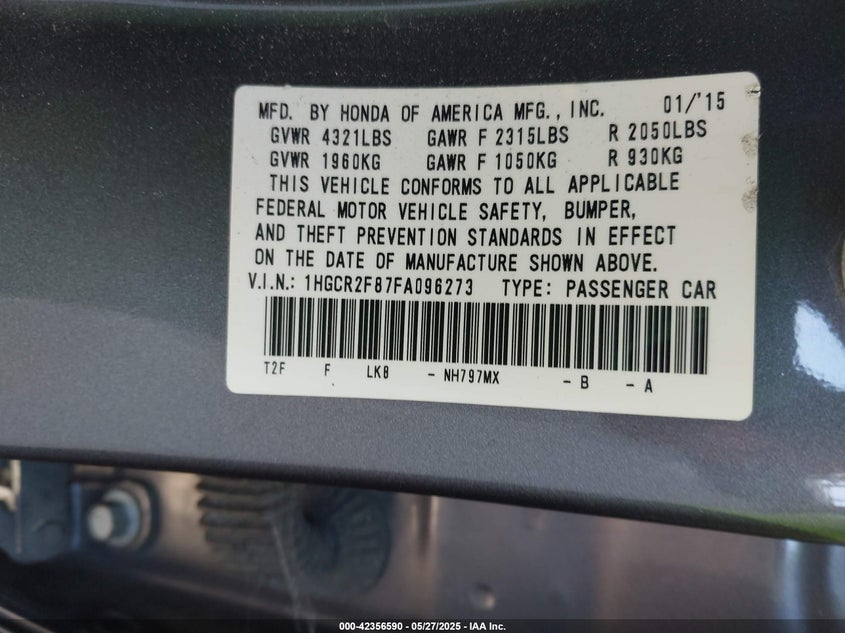 MFD. BY HONDA OF AMERICA MFG., INC. 01/'15
GVWR 4321LBS GAWR F 2315LBS R 2050LBS
GVWR 1960KG GAWR F 1050KG R 930KG
THIS VEHICLE CONFORMS TO ALL APPLICABLE
FEDERAL MOTOR VEHICLE SAFETY, BUMPER,
AND THEFT PREVENTION STANDARDS IN EFFECT
ON THE DATE OF MANUFACTURE SHOWN ABOVE.
V.I.N.: 1HGCR2F87FA096273 TYPE: PASSENGER CAR
T2F F LK8 - NH797MX - B - A
000-42356590 - 05/27/2025 - IAA Inc.